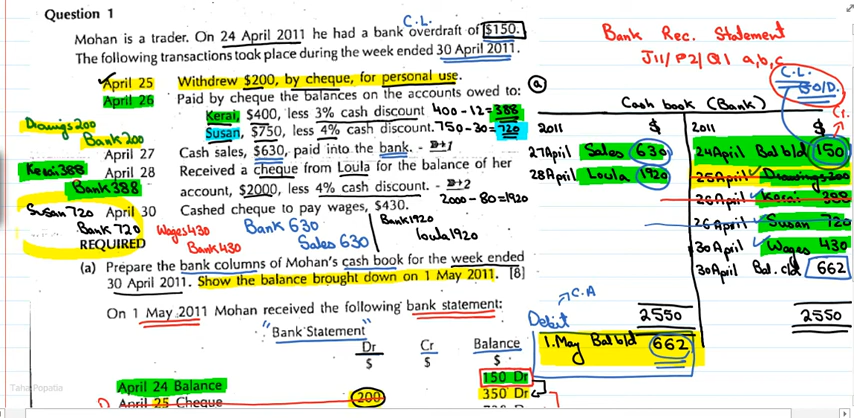 Question 1
C.L.
Mohan is a trader. On 24 April 2011 he had a bank overdraft of $150.
The following transactions took place during the week ended 30 April 2011.
April 25 Withdrew $200, by cheque, for personal use.
April 26 Paid by cheque the balances on the accounts owed to:
Kerai, $400, less 3% cash discount 400 - 12 = 388
Susan, $750, less 4% cash discount. 750 - 30 = 720
Drawings 200
Bank 200
April 27 Cash sales, $630, paid into the bank. - D+1
Kerai 388
Bank 388
April 28 Received a cheque from Loula for the balance of her
account, $2000, less 4% cash discount. - D+2
2000 - 80 = 1920
Susan 720
Bank 720
April 30 Cashed cheque to pay wages, $430.
Wages 430
Bank 430
Bank 630
Sales 630
Bank 1920
Loula 1920
REQUIRED
(a) Prepare the bank columns of Mohan's cash book for the week ended
30 April 2011. Show the balance brought down on 1 May 2011. [8]
On 1 May 2011 Mohan received the following bank statement:
"Bank Statement"
Dr Cr Balance
$ $ $
April 24 Balance 150 Dr
April 25 Cheque 200 350 Dr
Taha Popatia
Bank Rec. Statement
J11/P2/Q1 a,b,c
(a)
C.L.
O/D.
Cr.
Cash book (Bank)
2011 $ 2011 $
27 April Sales 630 24 April Bal b/d 150
28 April Loula 1920 25 April Drawings 200
26 April Kerai 388
26 April Susan 720
30 April Wages 430
30 April Bal. c/d 662
C.A
Debit
2550 2550
1. May Bal b/d 662